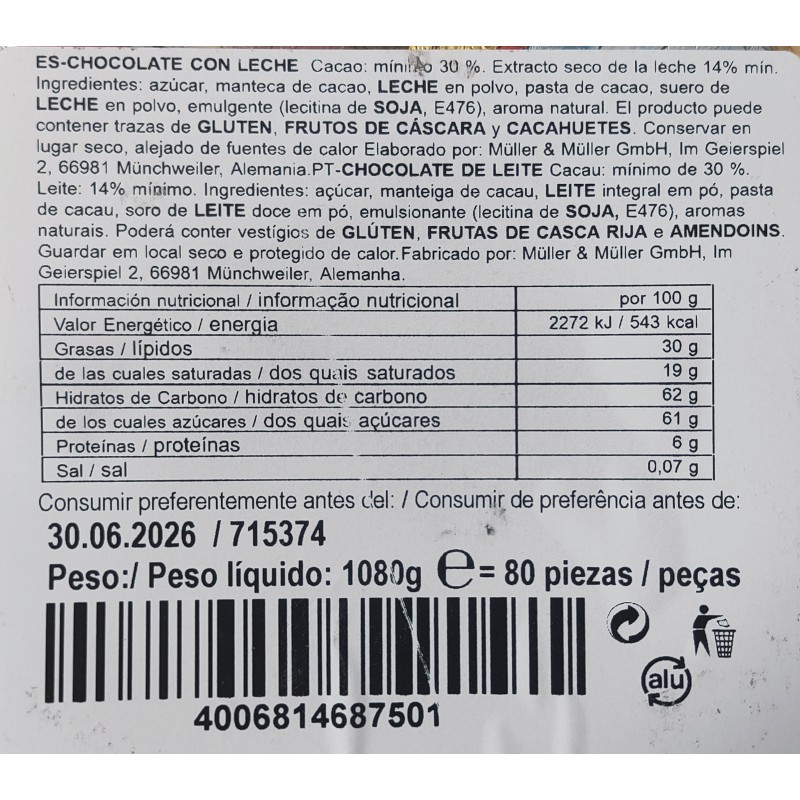 ES-CHOCOLATE CON LECHE Cacao: mínimo 30 %. Extracto seco de la leche 14% min.
Ingredientes: azúcar, manteca de cacao, LECHE en polvo, pasta de cacao, suero de
LECHE en polvo, emulgente (lecitina de SOJA, E476), aroma natural. El producto puede
contener trazas de GLUTEN, FRUTOS DE CÁSCARA y CACAHUETES. Conservar en
lugar seco, alejado de fuentes de calor Elaborado por: Müller & Müller GmbH, Im Geierspiel
2, 66981 Münchweiler, Alemania.PT-CHOCOLATE DE LEITE Cacau: mínimo de 30 %.
Leite: 14% mínimo. Ingredientes: açúcar, manteiga de cacau, LEITE integral em pó, pasta
de cacau, soro de LEITE doce em pó, emulsionante (lecitina de SOJA, E476), aromas
naturais. Poderá conter vestígios de GLÚTEN, FRUTAS DE CASCA RIJA e AMENDOINS.
Guardar em local seco e protegido de calor.Fabricado por: Müller & Müller GmbH, Im
Geierspiel 2, 66981 Münchweiler, Alemanha.
Información nutricional / informação nutricional por 100 g
Valor Energético / energia 2272 kJ / 543 kcal
Grasas / lípidos 30 g
de las cuales saturadas / dos quais saturados 19 g
Hidratos de Carbono / hidratos de carbono 62 g
de los cuales azúcares / dos quais açúcares 61 g
Proteínas / proteínas 6 g
Sal / sal 0,07 g
Consumir preferentemente antes del: / Consumir de preferência antes de:
30.06.2026 / 715374
Peso:/ Peso líquido: 1080g e= 80 piezas / peças
4006814687501
alu